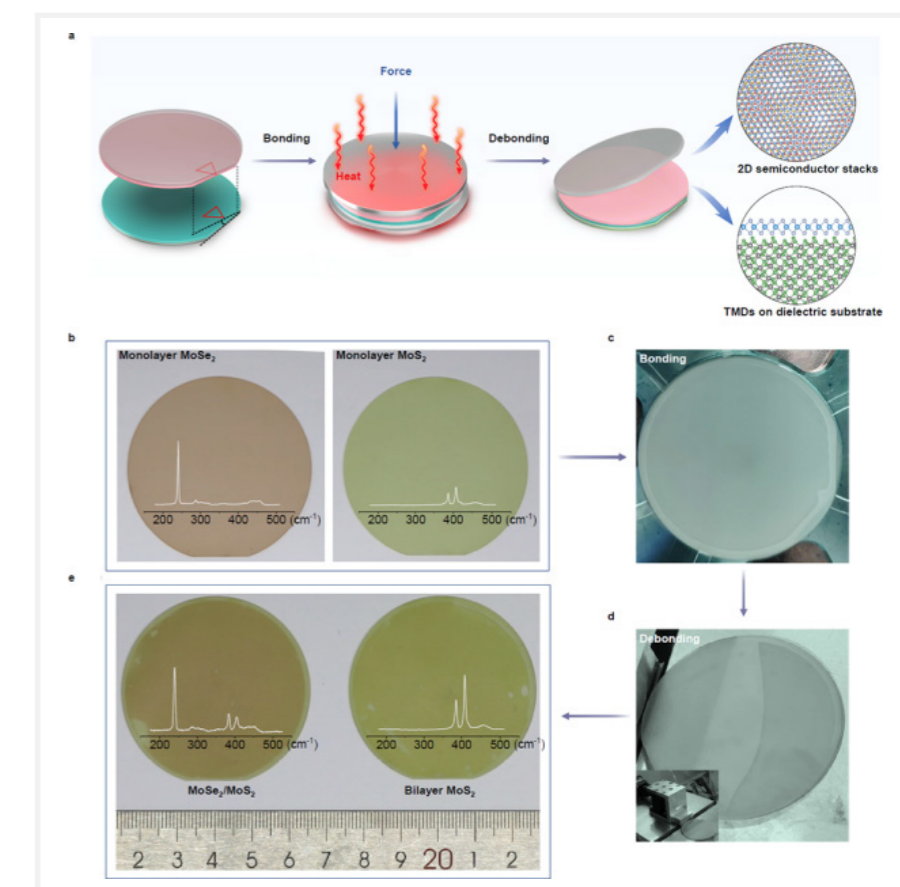 a
Force
Bonding
Debonding
Heat
2D semiconductor stacks
TMDs on dielectric substrate
b
Monolayer MoSe₂
Monolayer MoS₂
200 300 400 500 (cm⁻¹)
200 300 400 500 (cm⁻¹)
c
Bonding
d
Debonding
e
200 300 400 500 (cm⁻¹)
200 300 400 500 (cm⁻¹)
MoSe₂/MoS₂
Bilayer MoS₂
2 3 4 5 6 7 8 9 20 1 2